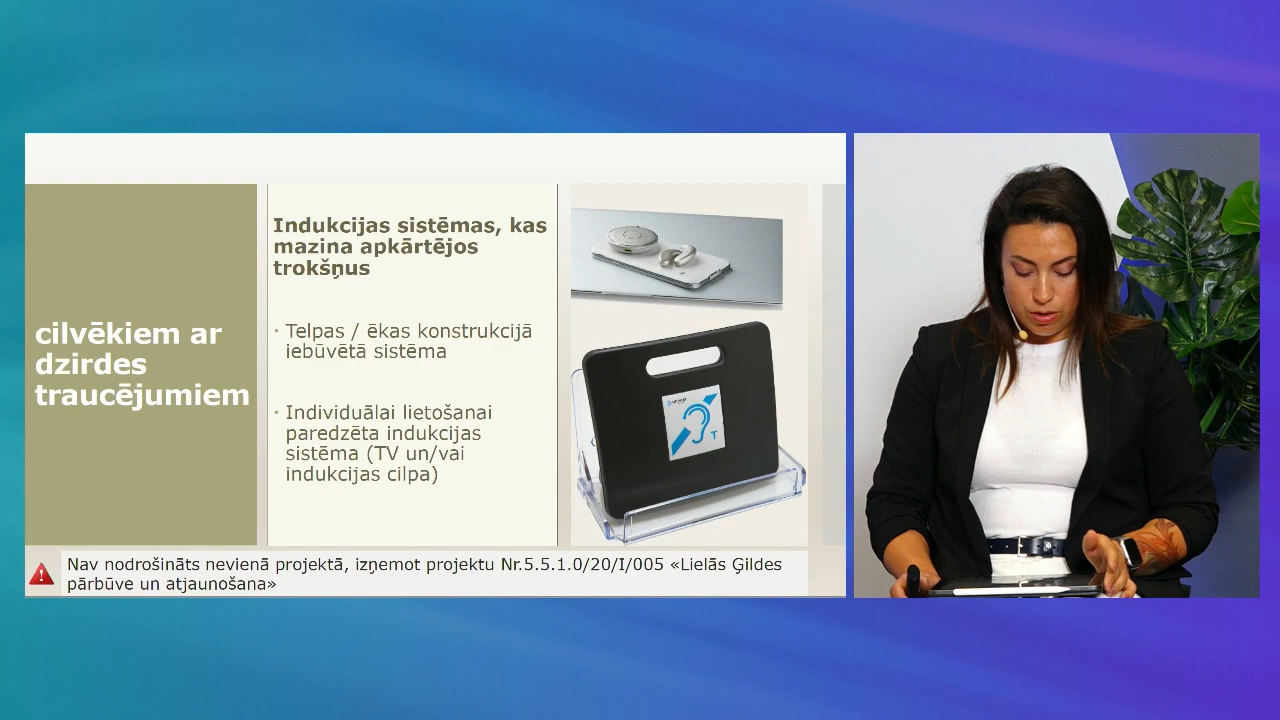 cilvēkiem ar
dzirdes
traucējumiem
Indukcijas sistēmas, kas
mazina apkārtējos
trokšņus
· Telpas / ēkas konstrukcijā
iebūvētā sistēma
· Individuālai lietošanai
paredzēta indukcijas
sistēma (TV un/vai
indukcijas cilpa)
T
Nav nodrošināts nevienā projektā, izņemot projektu Nr.5.5.1.0/20/I/005 «Lielās Ģildes
pārbūve un atjaunošana»